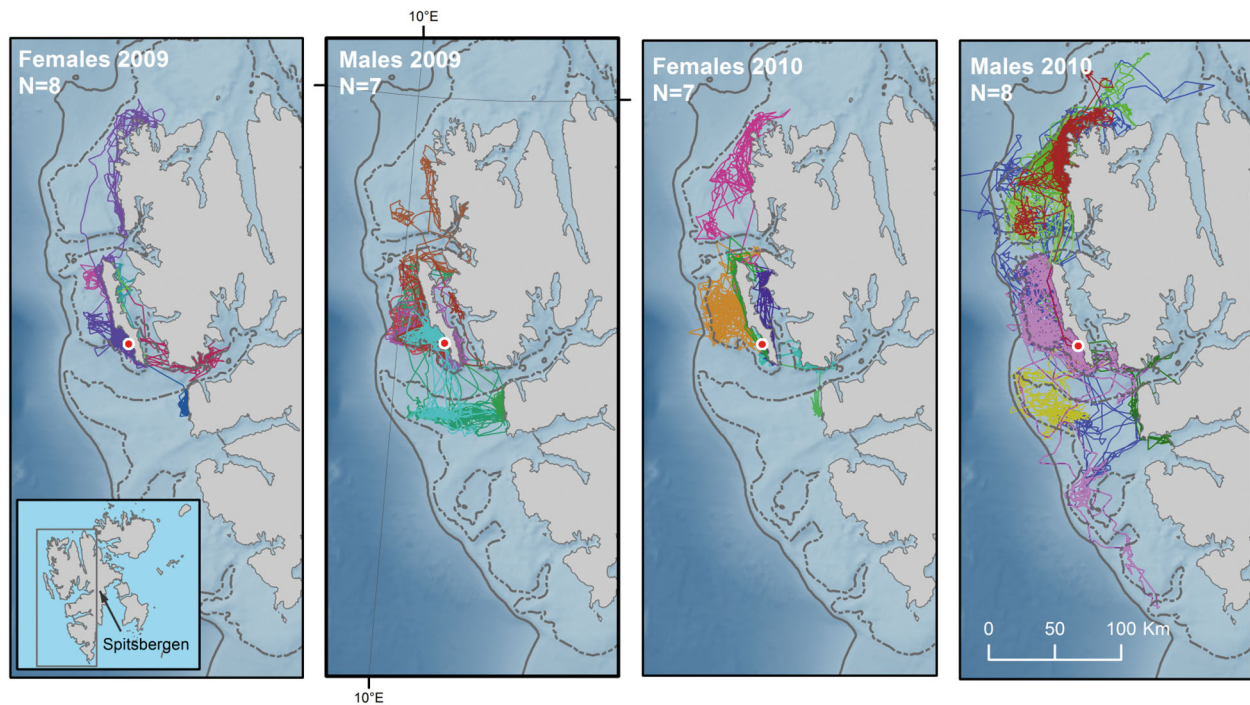 10°E
Females 2009
N=8
Males 2009
N=7
Females 2010
N=7
Males 2010
N=8
Spitsbergen
0 50 100 Km
10°E